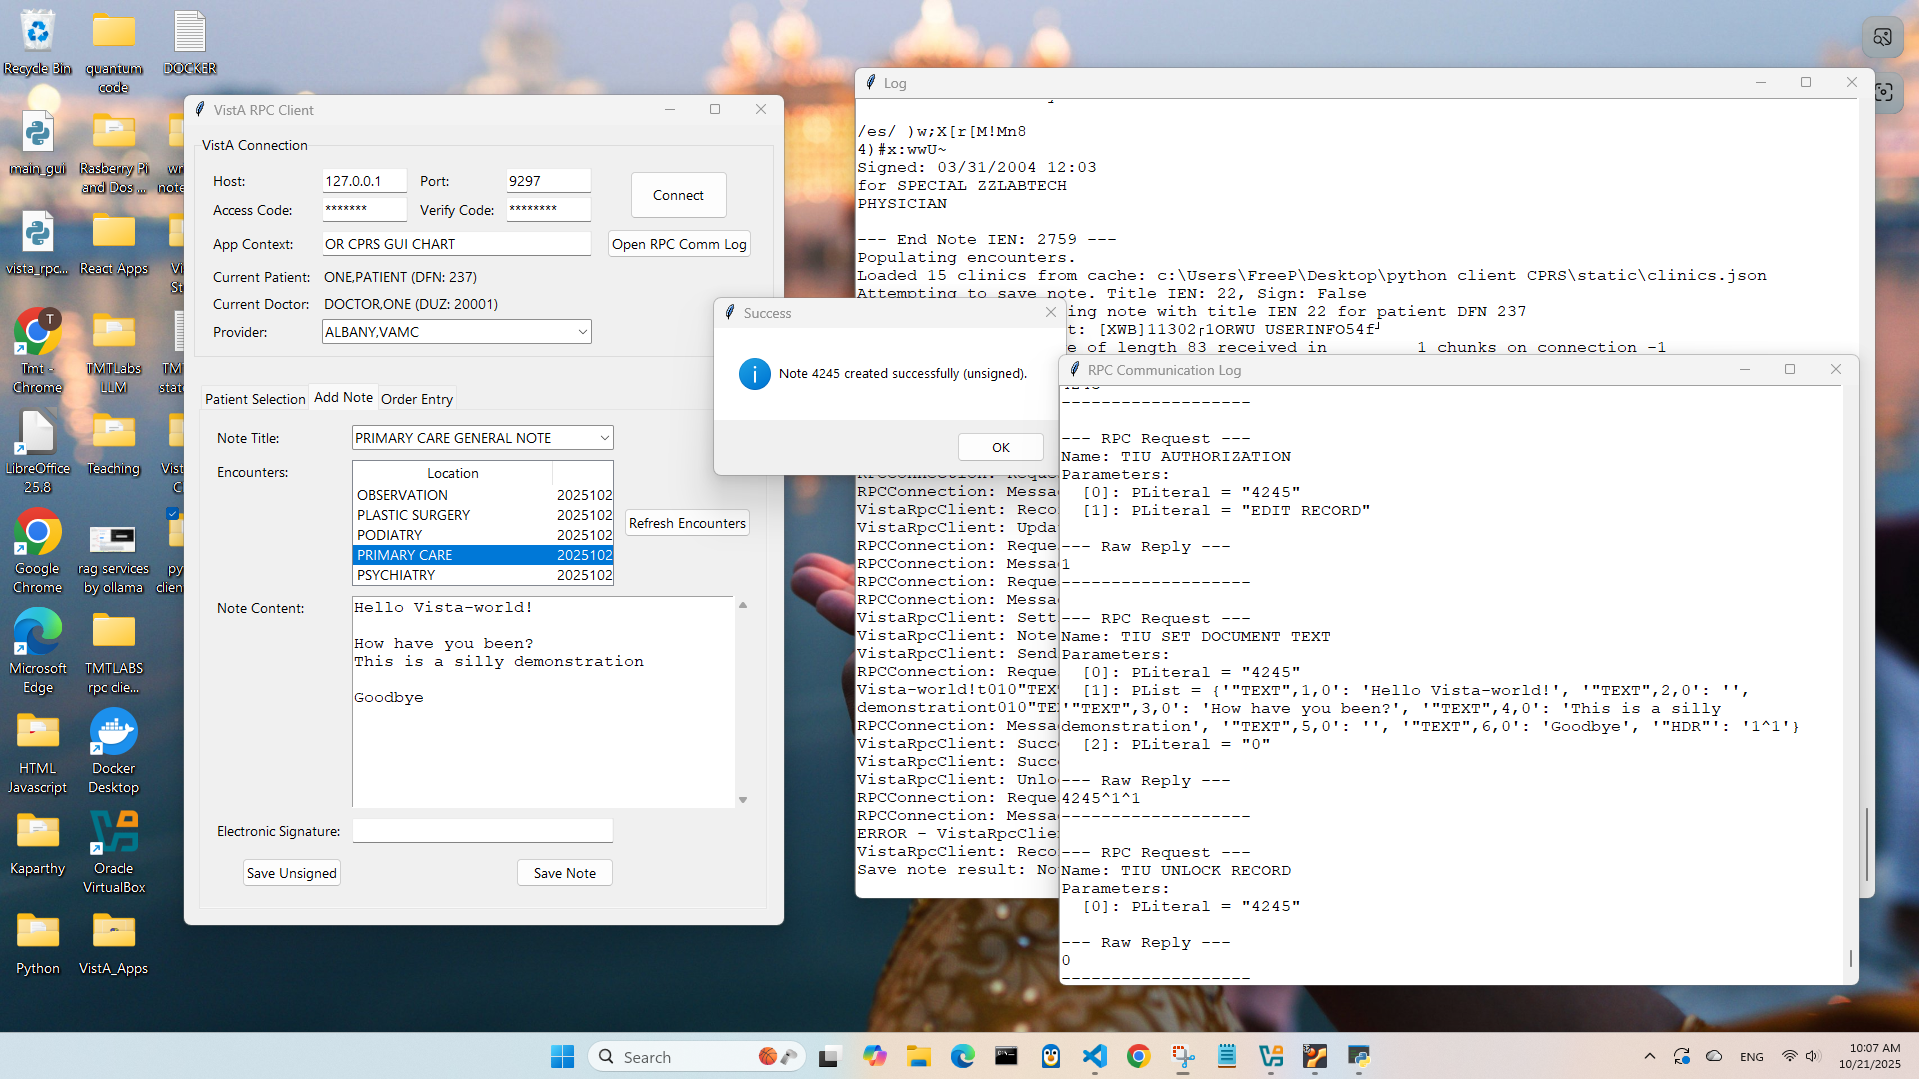 Recycle Bin
quantum code
DOCKER
main_gui
Rasberry Pi and Dos ...
vista_rpc...
React Apps
Tmt - Chrome
TMTLabs LLM
LibreOffice 25.8
Teaching
Google Chrome
rag services by ollama
Microsoft Edge
TMTLABS rpc clie...
HTML Javascript
Docker Desktop
Kaparthy
Oracle VirtualBox
Python
VistA_Apps
VistA RPC Client
VistA Connection
Host: 127.0.0.1 Port: 9297
Connect
Access Code: ******* Verify Code: ********
App Context: OR CPRS GUI CHART
Open RPC Comm Log
Current Patient: ONE,PATIENT (DFN: 237)
Current Doctor: DOCTOR,ONE (DUZ: 20001)
Provider: ALBANY,VAMC
Patient Selection Add Note Order Entry
Note Title: PRIMARY CARE GENERAL NOTE
Encounters:
Location
OBSERVATION 2025102
PLASTIC SURGERY 2025102
PODIATRY 2025102
PRIMARY CARE 2025102
PSYCHIATRY 2025102
Refresh Encounters
Note Content:
Hello Vista-world!
How have you been?
This is a silly demonstration
Goodbye
Electronic Signature:
Save Unsigned Save Note
Log
/es/ )w;X[r[M!Mn8
4)#x:wwU~
Signed: 03/31/2004 12:03
for SPECIAL ZZLABTECH
PHYSICIAN
--- End Note IEN: 2759 ---
Populating encounters.
Loaded 15 clinics from cache: c:\Users\FreeP\Desktop\python client CPRS\static\clinics.json
Attempting to save note. Title IEN: 22, Sign: False
ing note with title IEN 22 for patient DFN 237
t: [XWB]11302┌1ORWU USERINFO54f┘
e of length 83 received in 1 chunks on connection -1
RPCConnection: Reque
RPCConnection: Messa
VistaRpcClient: Reco
VistaRpcClient: Upda
RPCConnection: Reque
RPCConnection: Messa
RPCConnection: Reque
RPCConnection: Messa
VistaRpcClient: Sett
VistaRpcClient: Note
VistaRpcClient: Send
RPCConnection: Reque
Vista-world!t010"TEX
demonstrationt010"TE
RPCConnection: Messa
VistaRpcClient: Succ
VistaRpcClient: Succ
VistaRpcClient: Unlo
RPCConnection: Reque
RPCConnection: Messa
ERROR - VistaRpcClie
VistaRpcClient: Reco
Save note result: No
Success
Note 4245 created successfully (unsigned).
OK
RPC Communication Log
-------------------
--- RPC Request ---
Name: TIU AUTHORIZATION
Parameters:
[0]: PLiteral = "4245"
[1]: PLiteral = "EDIT RECORD"
--- Raw Reply ---
1
-------------------
--- RPC Request ---
Name: TIU SET DOCUMENT TEXT
Parameters:
[0]: PLiteral = "4245"
[1]: PList = {'"TEXT",1,0': 'Hello Vista-world!', '"TEXT",2,0': '',
'"TEXT",3,0': 'How have you been?', '"TEXT",4,0': 'This is a silly
demonstration', '"TEXT",5,0': '', '"TEXT",6,0': 'Goodbye', '"HDR"': '1^1'}
[2]: PLiteral = "0"
--- Raw Reply ---
4245^1^1
-------------------
--- RPC Request ---
Name: TIU UNLOCK RECORD
Parameters:
[0]: PLiteral = "4245"
--- Raw Reply ---
0
-------------------
Search
ENG
10:07 AM
10/21/2025